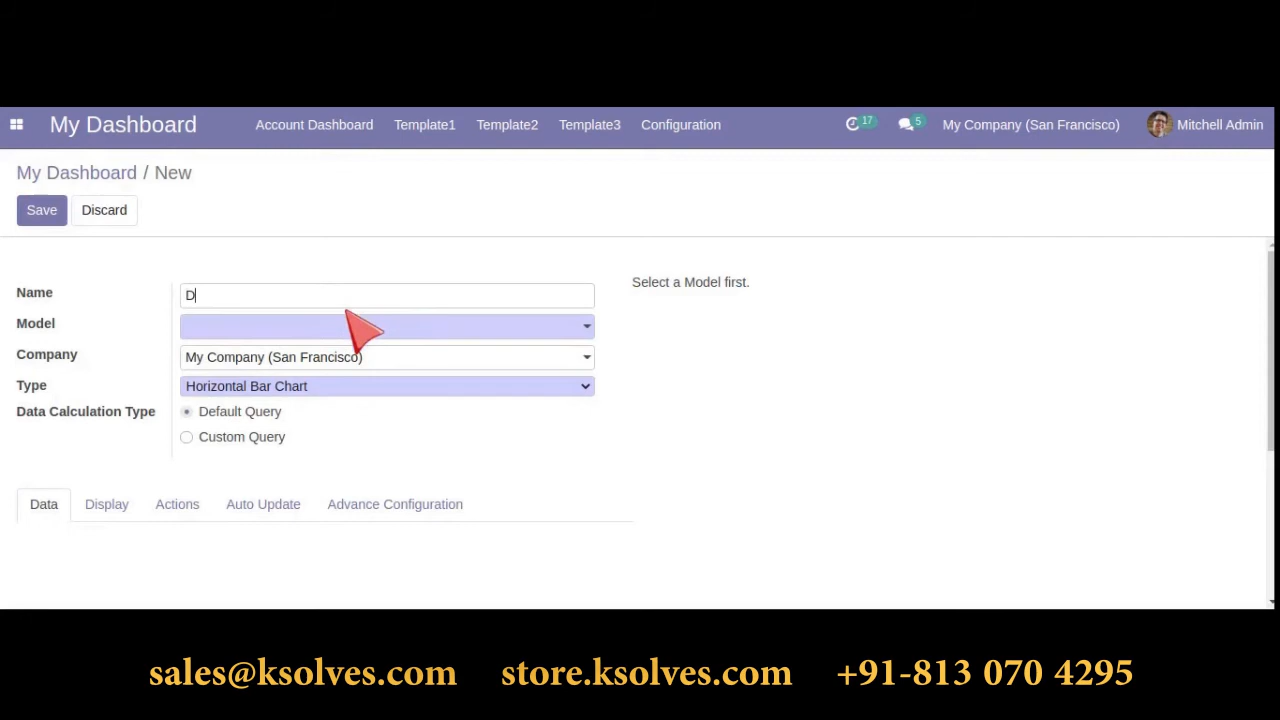 My Dashboard Account Dashboard Template1 Template2 Template3 Configuration 17 5 My Company (San Francisco) Mitchell Admin
My Dashboard / New
Save Discard
Name D
Select a Model first.
Model
Company My Company (San Francisco)
Type Horizontal Bar Chart
Data Calculation Type Default Query
Custom Query
Data Display Actions Auto Update Advance Configuration
sales@ksolves.com store.ksolves.com +91-813 070 4295